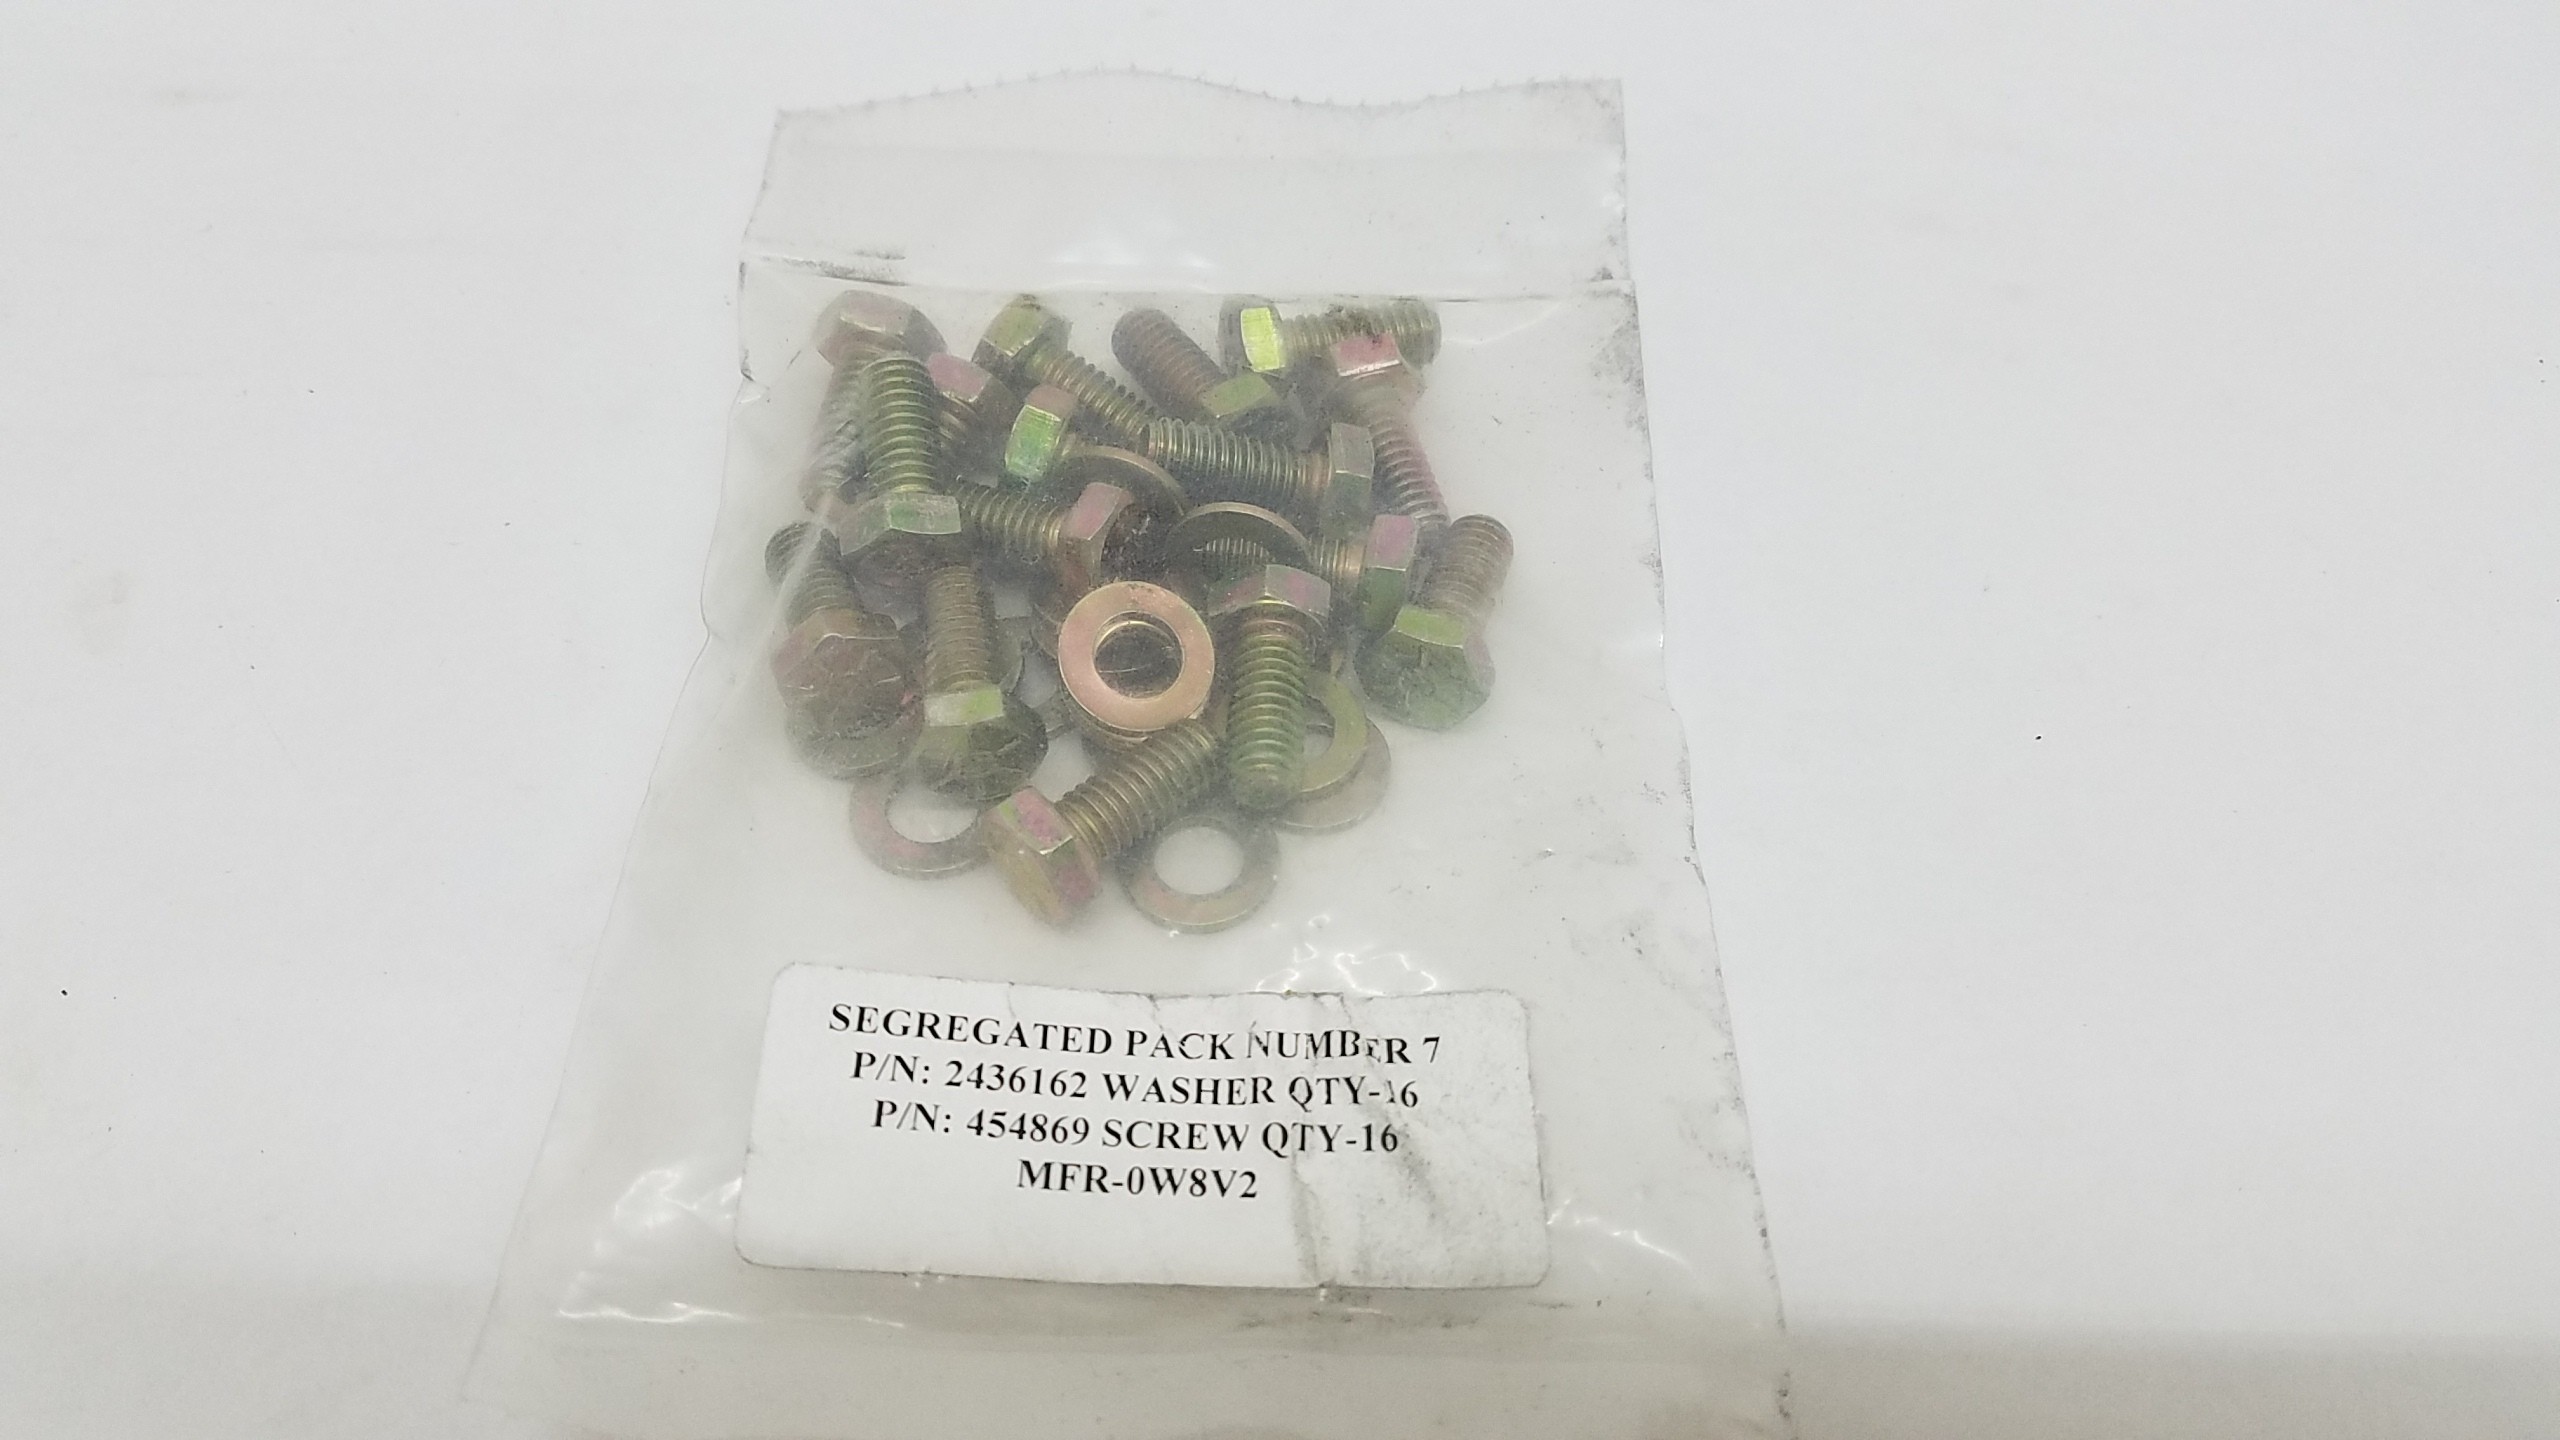 SEGREGATED PACK NUMBER 7
P/N: 2436162 WASHER QTY-16
P/N: 454869 SCREW QTY-16
MFR-0W8V2